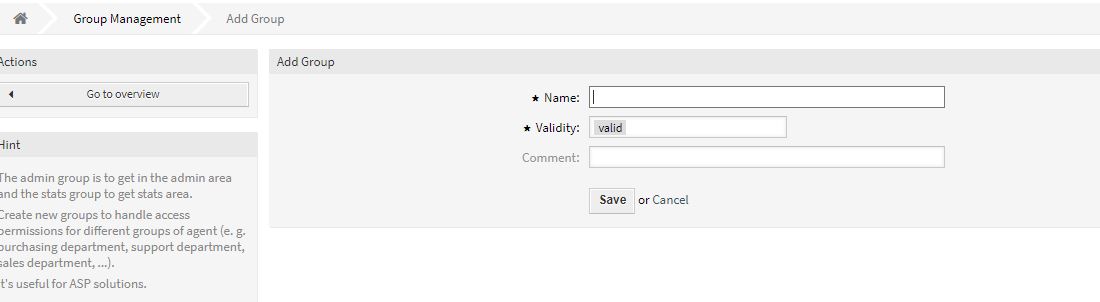 Group Management
Add Group
Actions
Go to overview
Hint
The admin group is to get in the admin area
and the stats group to get stats area.
Create new groups to handle access
permissions for different groups of agent (e. g.
purchasing department, support department,
sales department, ...).
It's useful for ASP solutions.
Add Group
★ Name:
★ Validity: valid
Comment:
Save or Cancel